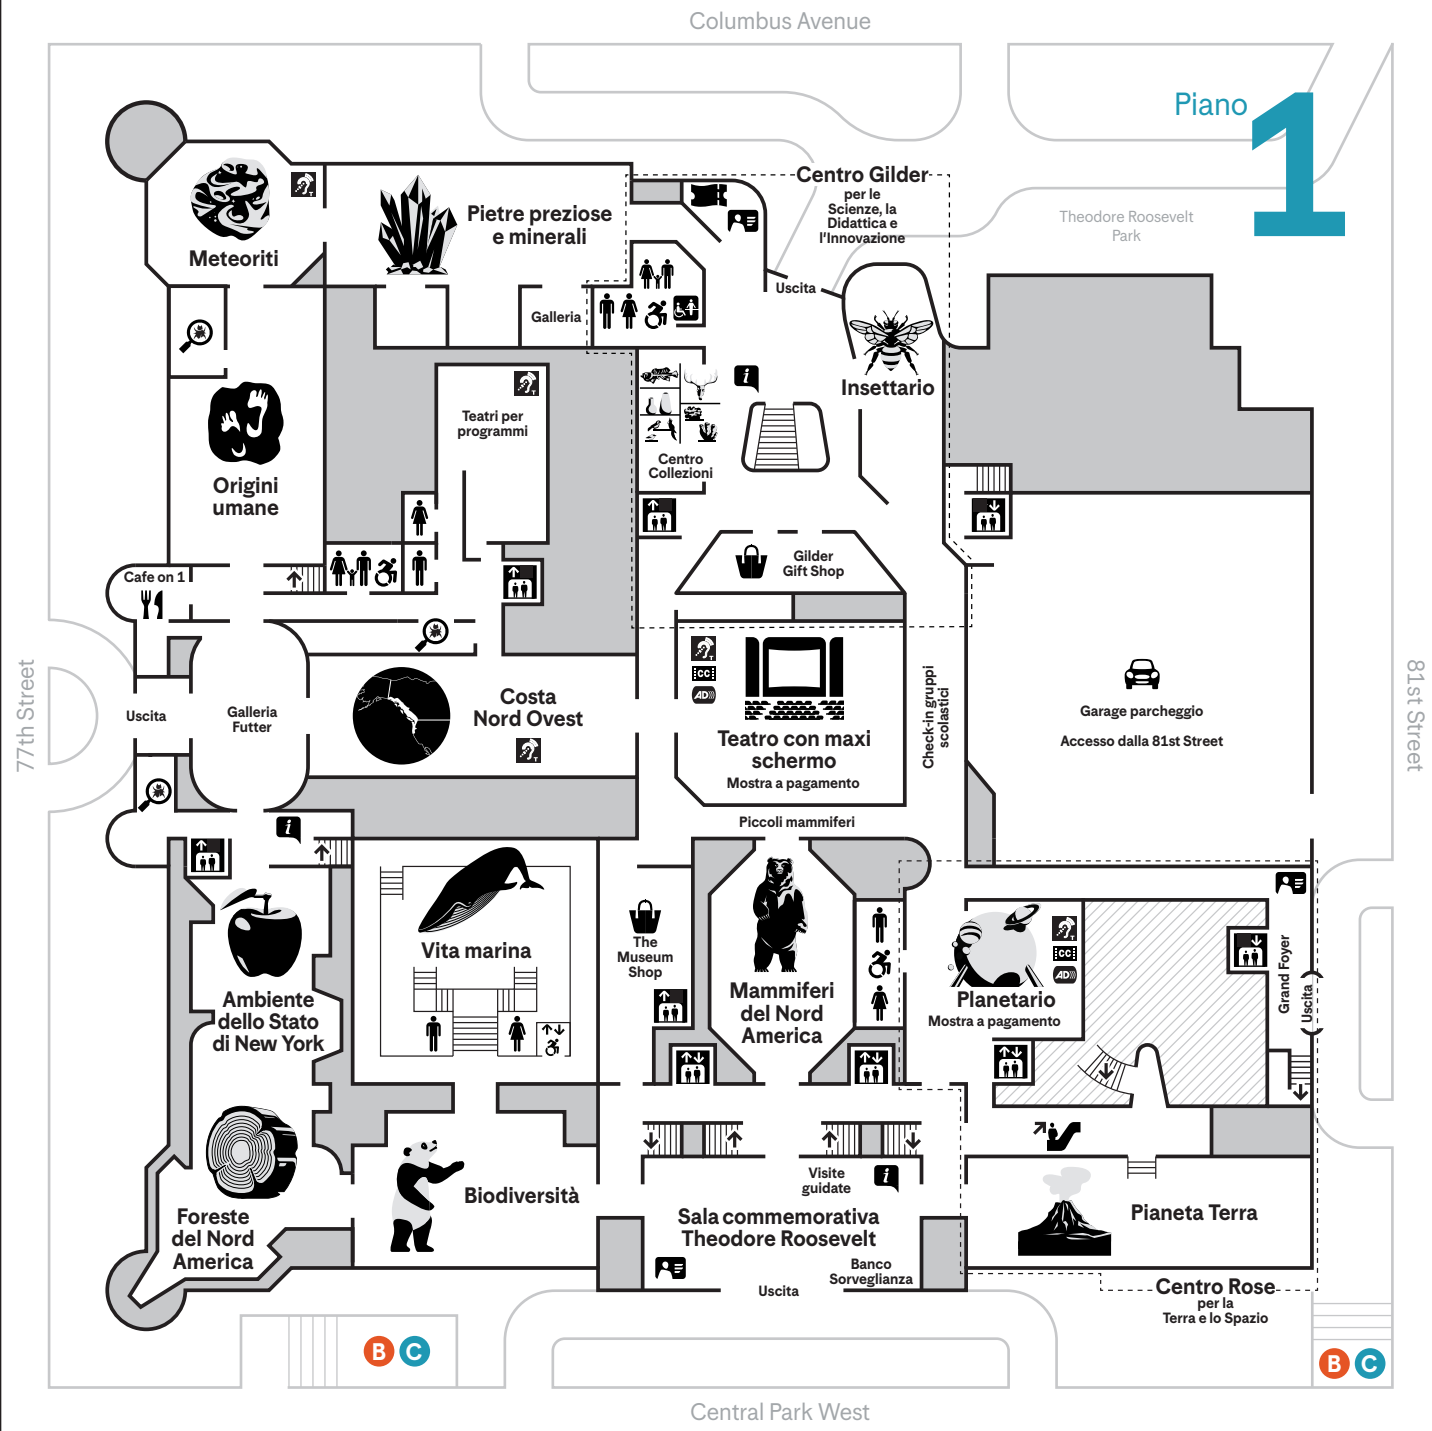 Columbus Avenue
Piano
1
Theodore Roosevelt
Park
Centro Gilder
per le
Scienze, la
Didattica e
l'Innovazione
Meteoriti
Pietre preziose
e minerali
Uscita
Galleria
Insettario
Teatri per
programmi
Centro
Collezioni
Origini
umane
Gilder
Gift Shop
Cafe on 1
77th Street
Uscita
Galleria
Futter
Costa
Nord Ovest
CC
AD
Teatro con maxi
schermo
Mostra a pagamento
Check-in gruppi
scolastici
Garage parcheggio
Accesso dalla 81st Street
81st Street
Piccoli mammiferi
Vita marina
The
Museum
Shop
Mammiferi
del Nord
America
CC
AD
Planetario
Mostra a pagamento
Grand Foyer
Uscita
Ambiente
dello Stato
di New York
Foreste
del Nord
America
Biodiversità
Visite
guidate
Sala commemorativa
Theodore Roosevelt
Banco
Sorveglianza
Uscita
Pianeta Terra
Centro Rose
per la
Terra e lo Spazio
B C
B C
Central Park West